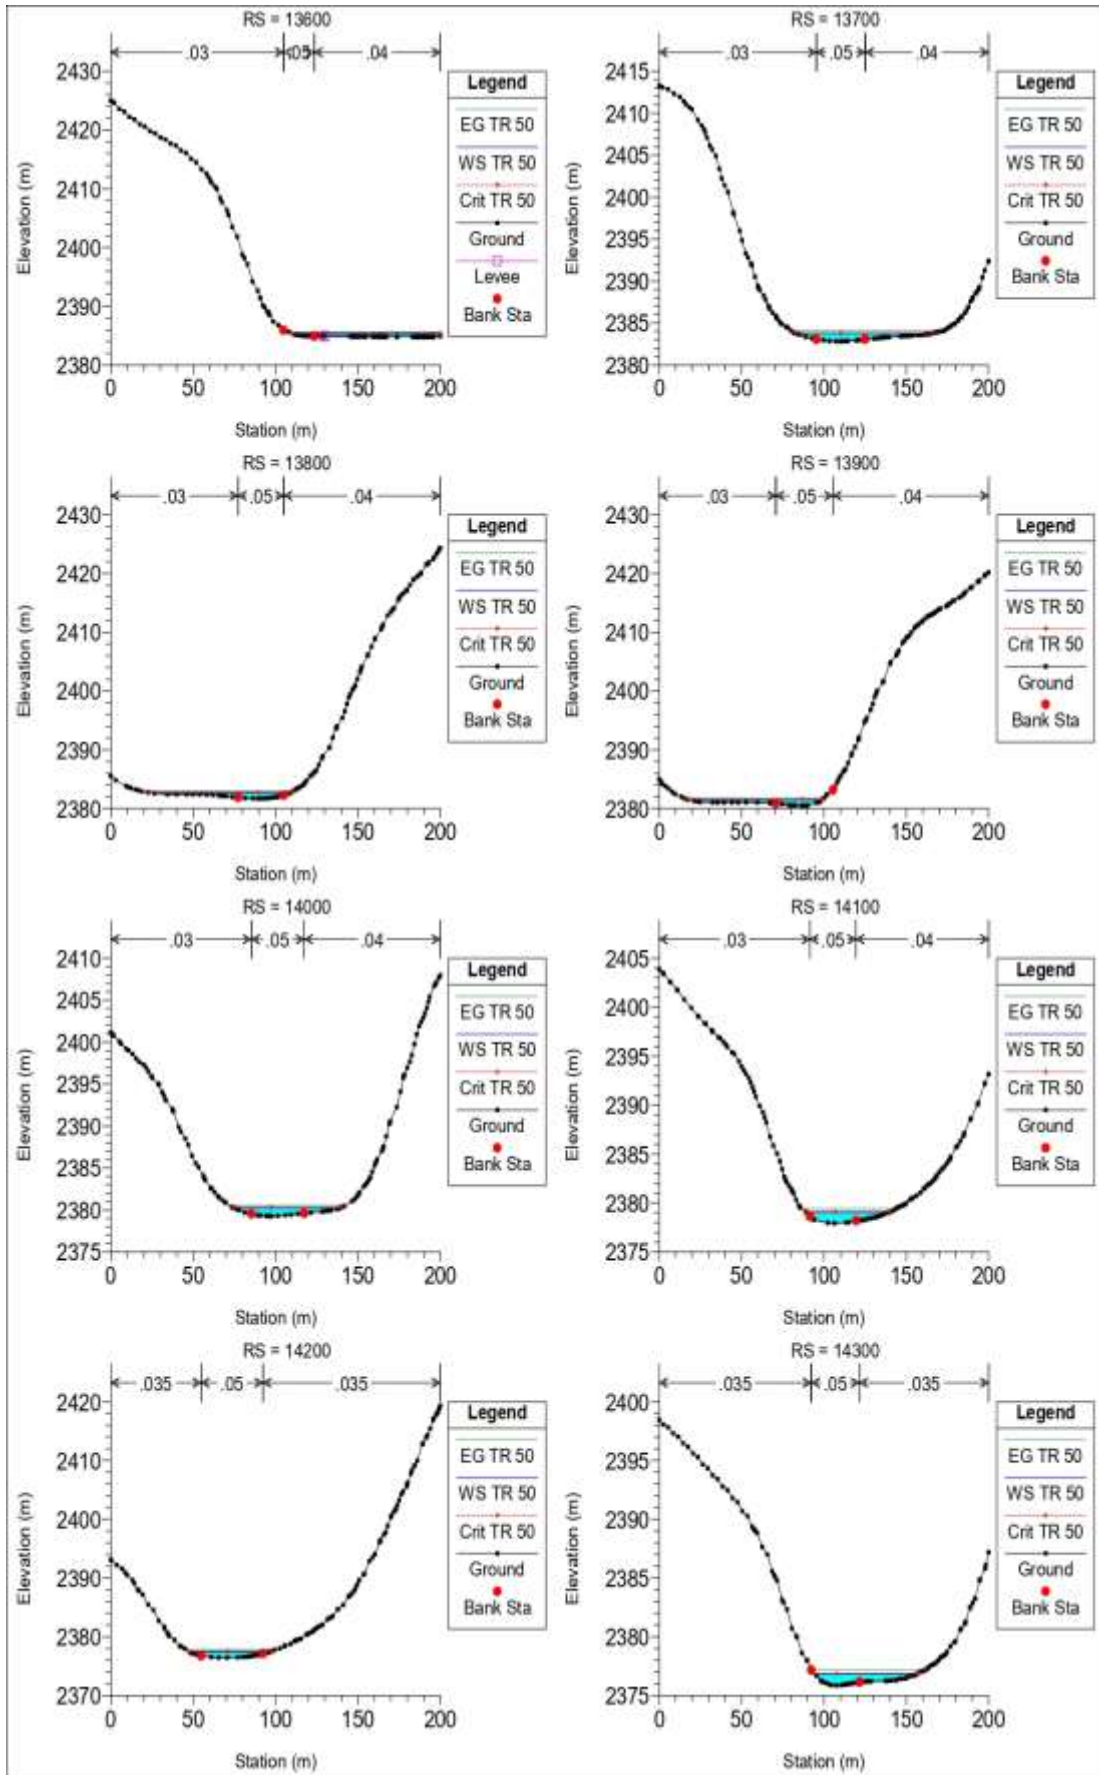 RS = 13600
.03 .05 .04
2430
2420
2410
2400
2390
2380
Elevation (m)
0 50 100 150 200
Station (m)
Legend
EG TR 50
WS TR 50
Crit TR 50
Ground
Levee
Bank Sta
RS = 13700
.03 .05 .04
2415
2410
2405
2400
2395
2390
2385
2380
Elevation (m)
0 50 100 150 200
Station (m)
Legend
EG TR 50
WS TR 50
Crit TR 50
Ground
Bank Sta
RS = 13800
.03 .05 .04
2430
2420
2410
2400
2390
2380
Elevation (m)
0 50 100 150 200
Station (m)
Legend
EG TR 50
WS TR 50
Crit TR 50
Ground
Bank Sta
RS = 13900
.03 .05 .04
2430
2420
2410
2400
2390
2380
Elevation (m)
0 50 100 150 200
Station (m)
Legend
EG TR 50
WS TR 50
Crit TR 50
Ground
Bank Sta
RS = 14000
.03 .05 .04
2410
2405
2400
2395
2390
2385
2380
2375
Elevation (m)
0 50 100 150 200
Station (m)
Legend
EG TR 50
WS TR 50
Crit TR 50
Ground
Bank Sta
RS = 14100
.03 .05 .04
2405
2400
2395
2390
2385
2380
2375
Elevation (m)
0 50 100 150 200
Station (m)
Legend
EG TR 50
WS TR 50
Crit TR 50
Ground
Bank Sta
RS = 14200
.035 .05 .035
2420
2410
2400
2390
2380
2370
Elevation (m)
0 50 100 150 200
Station (m)
Legend
EG TR 50
WS TR 50
Crit TR 50
Ground
Bank Sta
RS = 14300
.035 .05 .035
2400
2395
2390
2385
2380
2375
Elevation (m)
0 50 100 150 200
Station (m)
Legend
EG TR 50
WS TR 50
Crit TR 50
Ground
Bank Sta